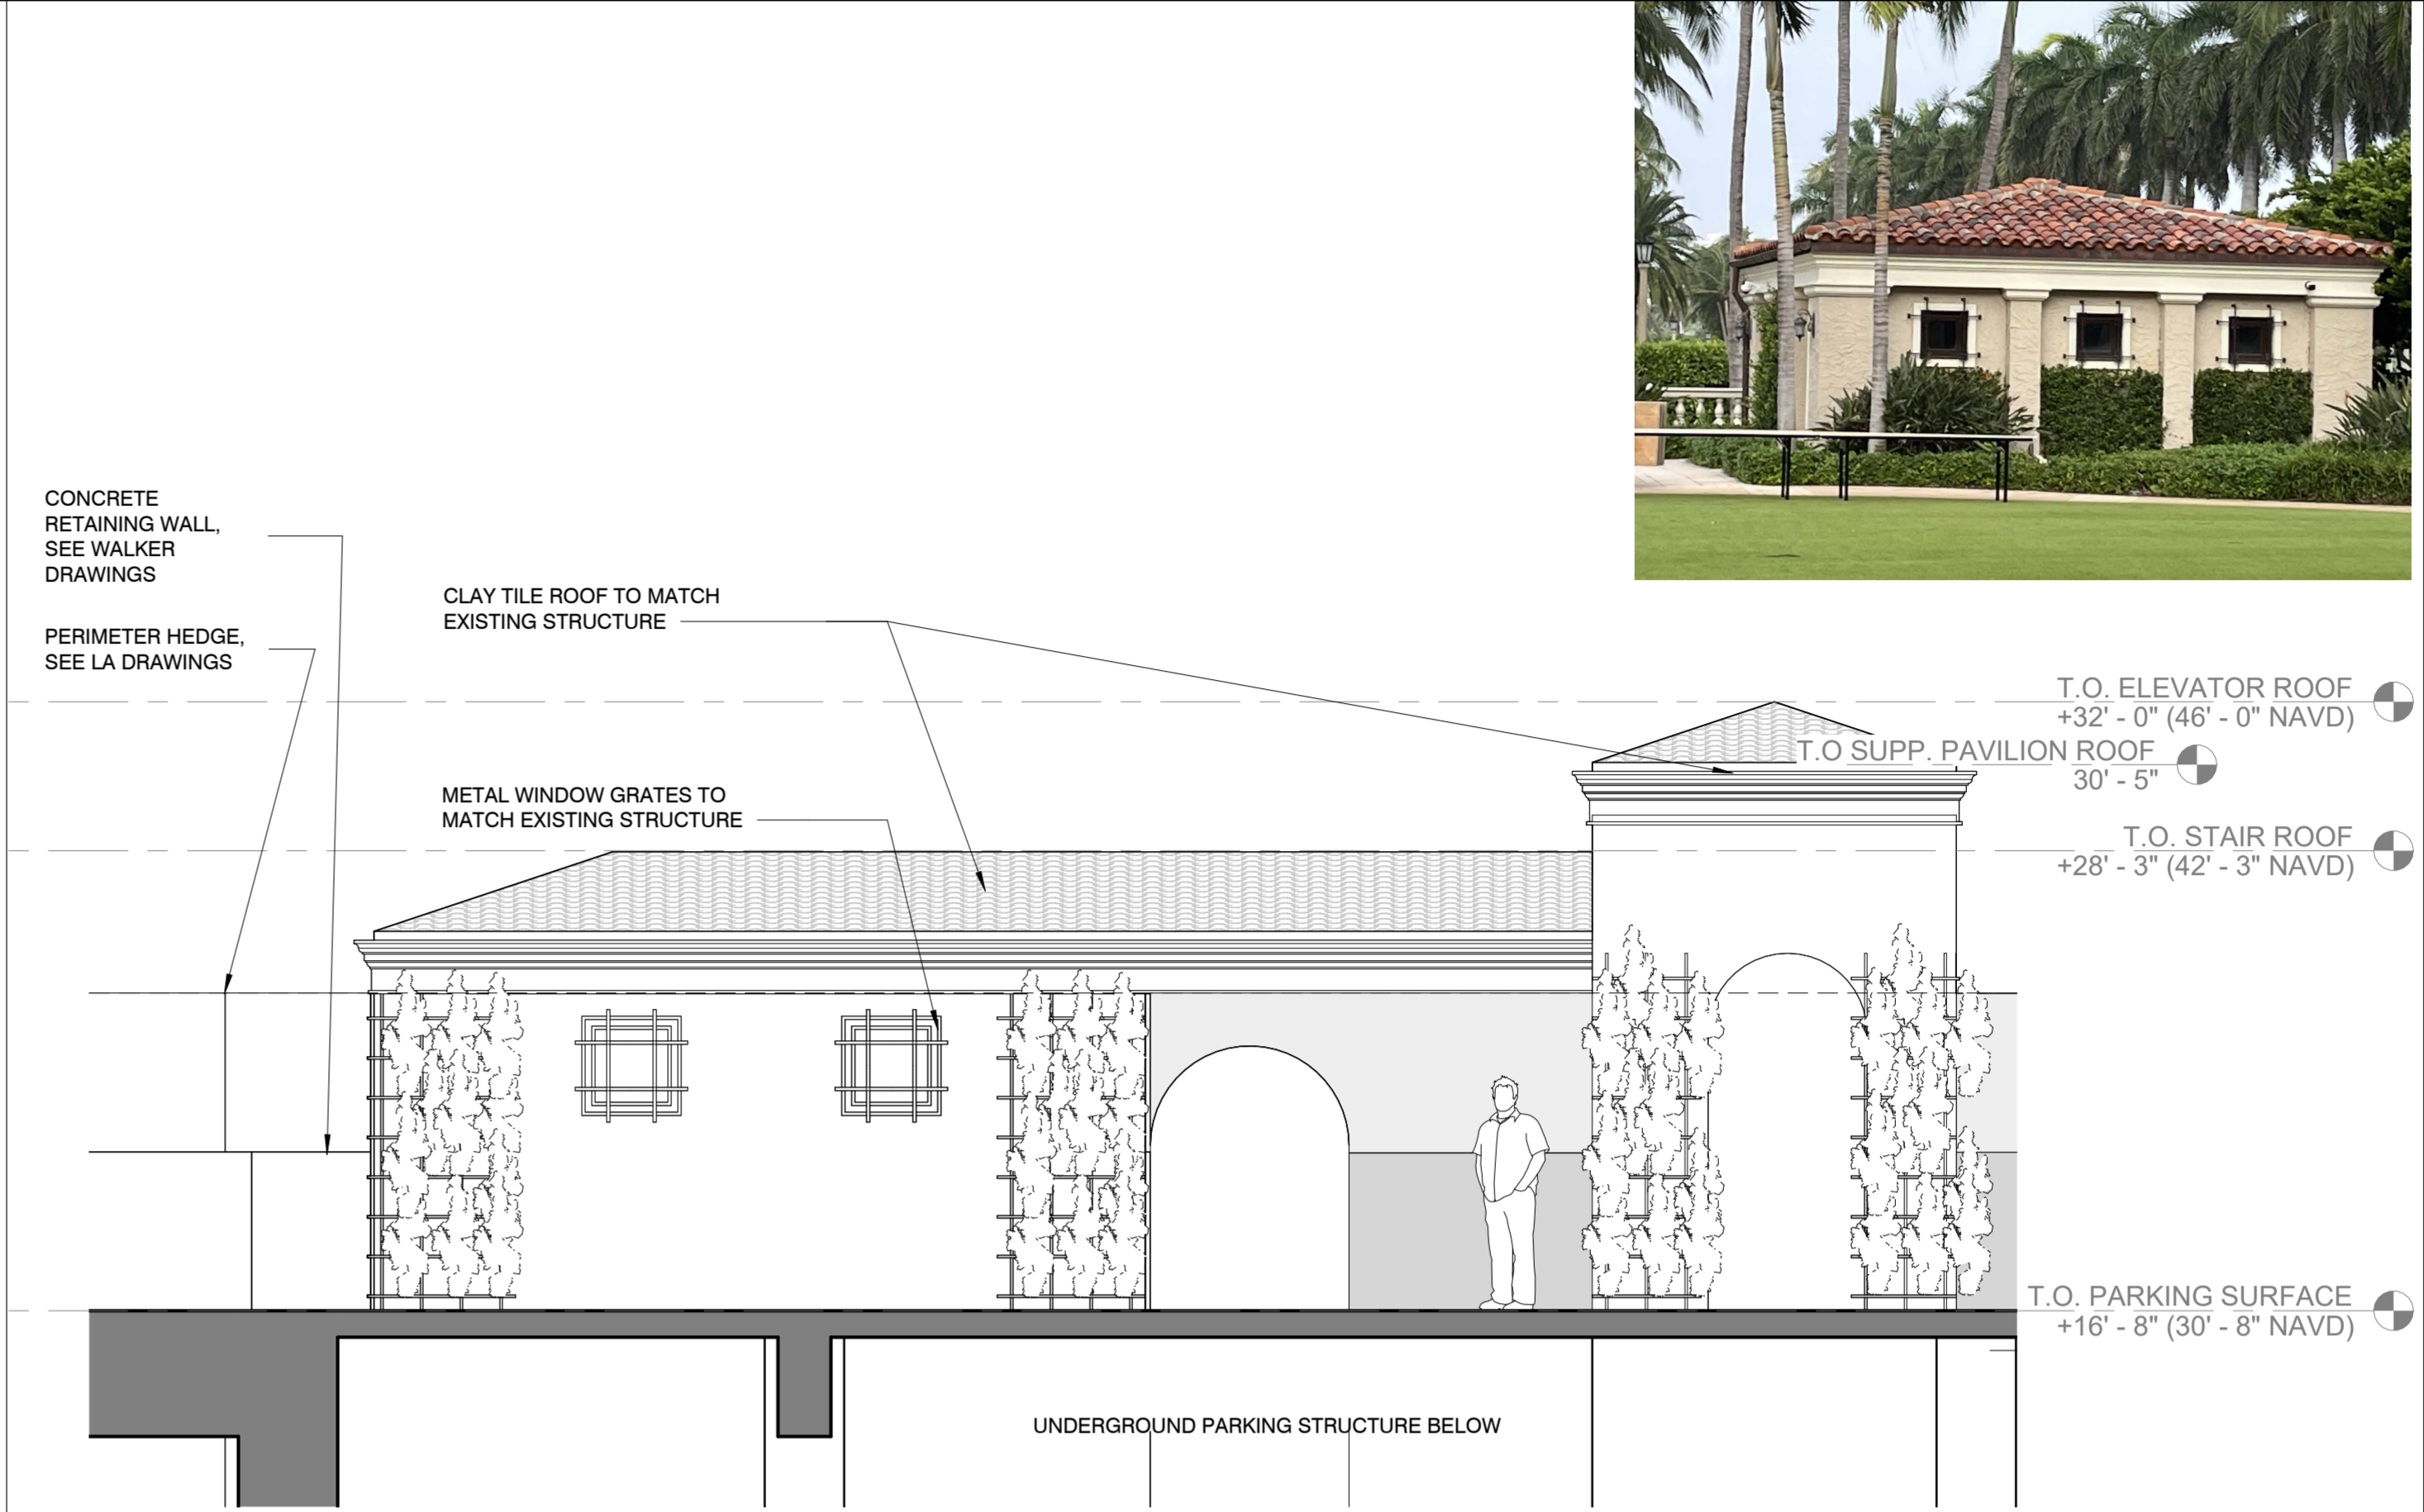 CONCRETE
RETAINING WALL,
SEE WALKER
DRAWINGS
PERIMETER HEDGE,
SEE LA DRAWINGS
CLAY TILE ROOF TO MATCH
EXISTING STRUCTURE
METAL WINDOW GRATES TO
MATCH EXISTING STRUCTURE
T.O. ELEVATOR ROOF
+32' - 0" (46' - 0" NAVD)
T.O SUPP. PAVILION ROOF
30' - 5"
T.O. STAIR ROOF
+28' - 3" (42' - 3" NAVD)
T.O. PARKING SURFACE
+16' - 8" (30' - 8" NAVD)
UNDERGROUND PARKING STRUCTURE BELOW